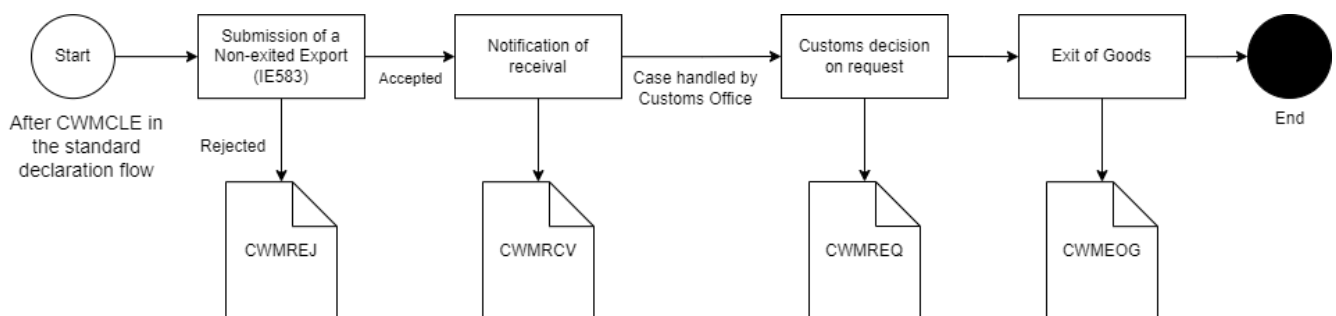 Start
After CWMCLE in
the standard
declaration flow
Submission of a
Non-exited Export
(IE583)
Accepted
Rejected
CWMREJ
Notification of
receival
Case handled by
Customs Office
CWMRCV
Customs decision
on request
CWMREQ
Exit of Goods
CWMEOG
End